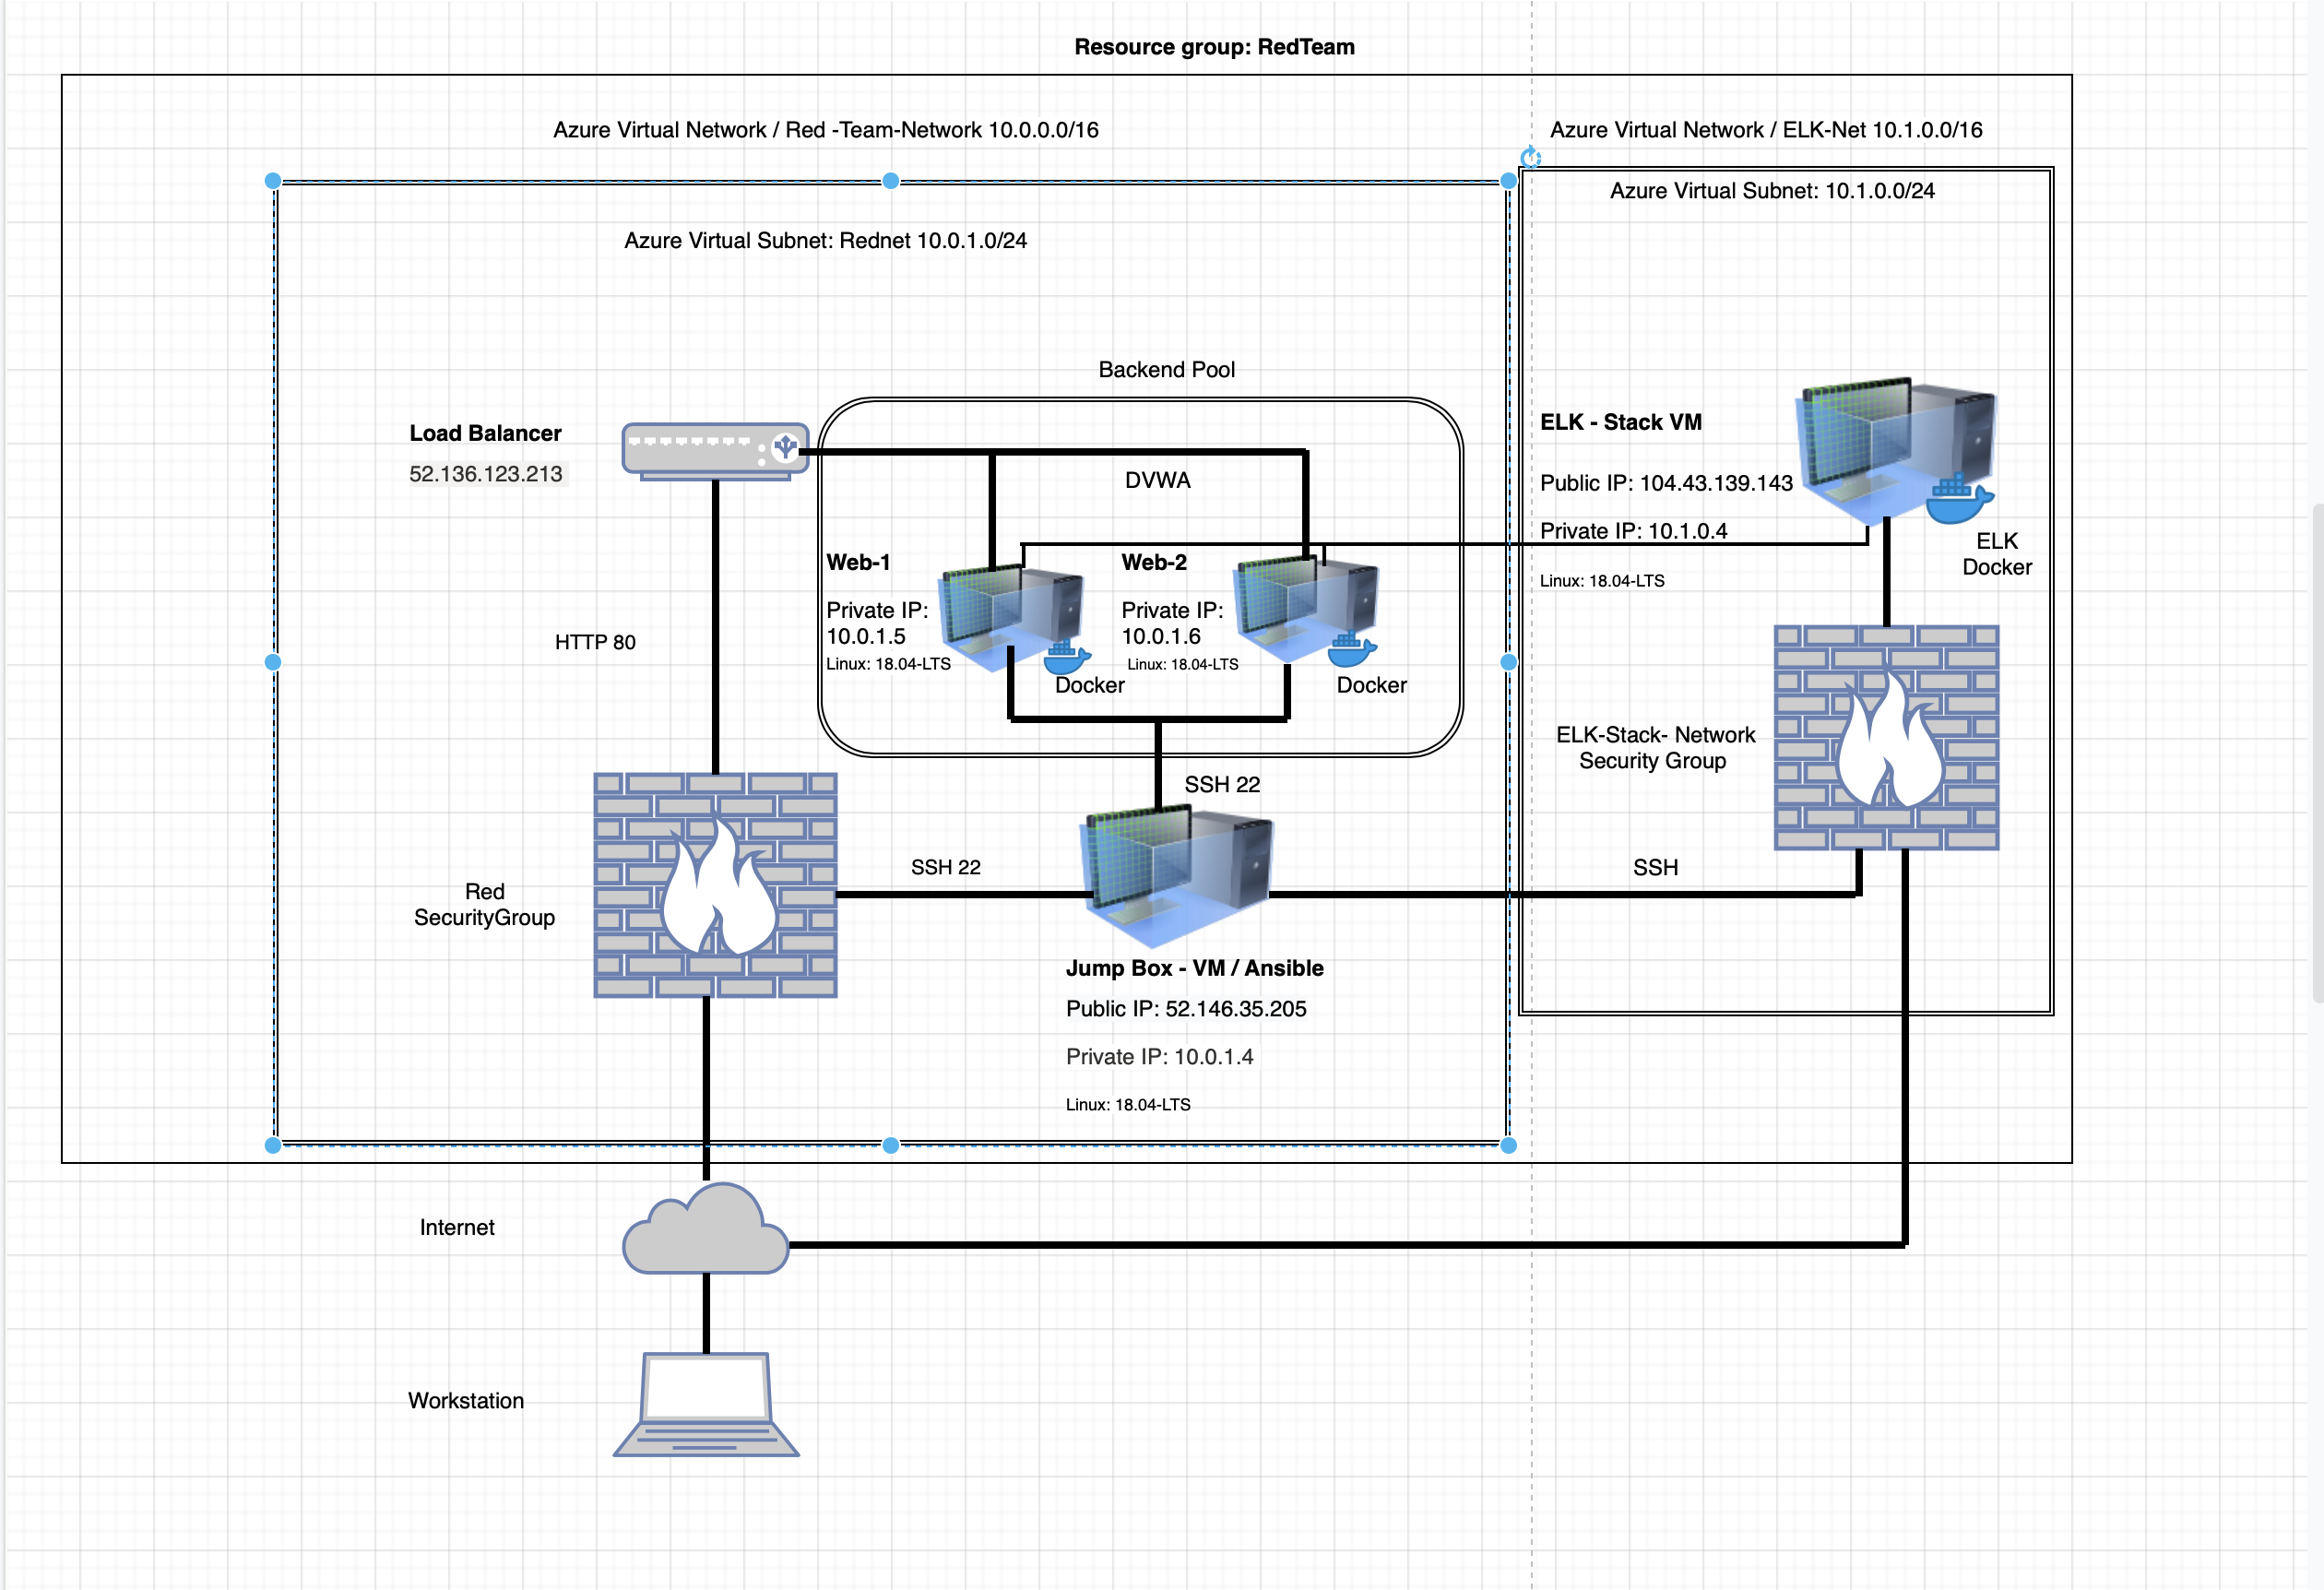 Resource group: RedTeam
Azure Virtual Network / Red -Team-Network 10.0.0.0/16
Azure Virtual Network / ELK-Net 10.1.0.0/16
Azure Virtual Subnet: 10.1.0.0/24
Azure Virtual Subnet: Rednet 10.0.1.0/24
Backend Pool
Load Balancer
52.136.123.213
DVWA
ELK - Stack VM
Public IP: 104.43.139.143
Private IP: 10.1.0.4
Linux: 18.04-LTS
ELK
Docker
Web-1
Private IP:
10.0.1.5
Linux: 18.04-LTS
Docker
Web-2
Private IP:
10.0.1.6
Linux: 18.04-LTS
Docker
HTTP 80
ELK-Stack- Network
Security Group
SSH 22
SSH 22
SSH
Red
SecurityGroup
Jump Box - VM / Ansible
Public IP: 52.146.35.205
Private IP: 10.0.1.4
Linux: 18.04-LTS
Internet
Workstation